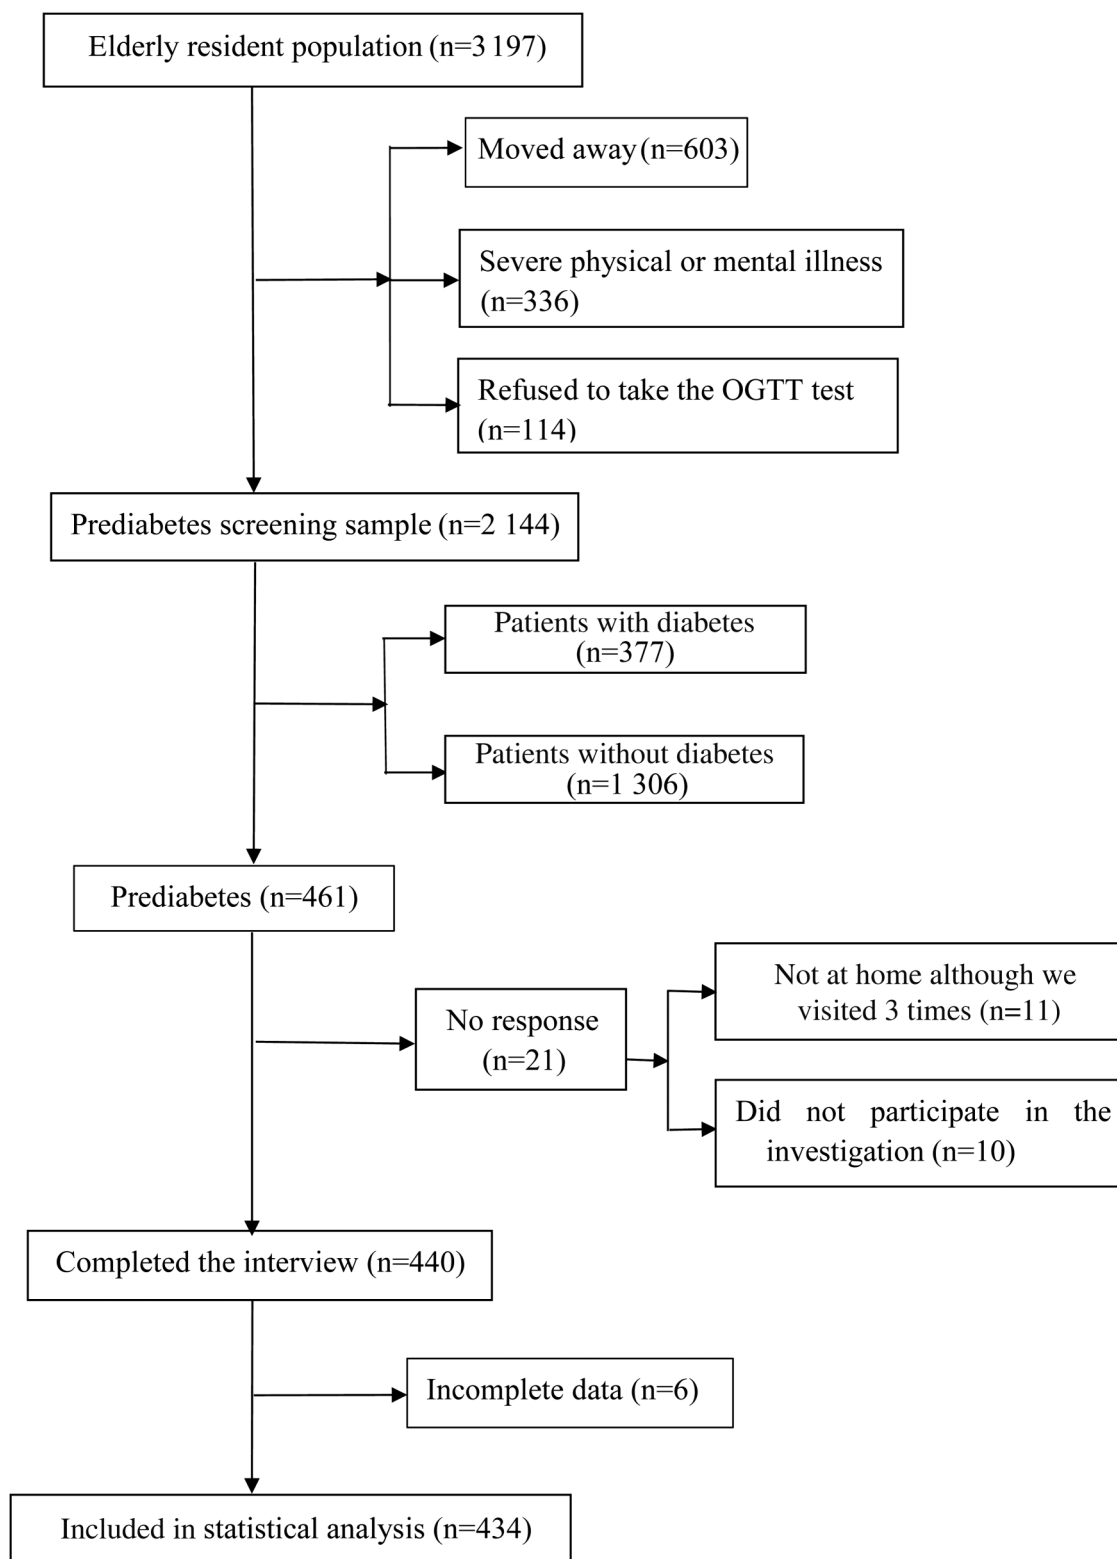 Elderly resident population (n=3 197)
Moved away (n=603)
Severe physical or mental illness
(n=336)
Refused to take the OGTT test
(n=114)
Prediabetes screening sample (n=2 144)
Patients with diabetes
(n=377)
Patients without diabetes
(n=1 306)
Prediabetes (n=461)
No response
(n=21)
Not at home although we
visited 3 times (n=11)
Did not participate in the
investigation (n=10)
Completed the interview (n=440)
Incomplete data (n=6)
Included in statistical analysis (n=434)